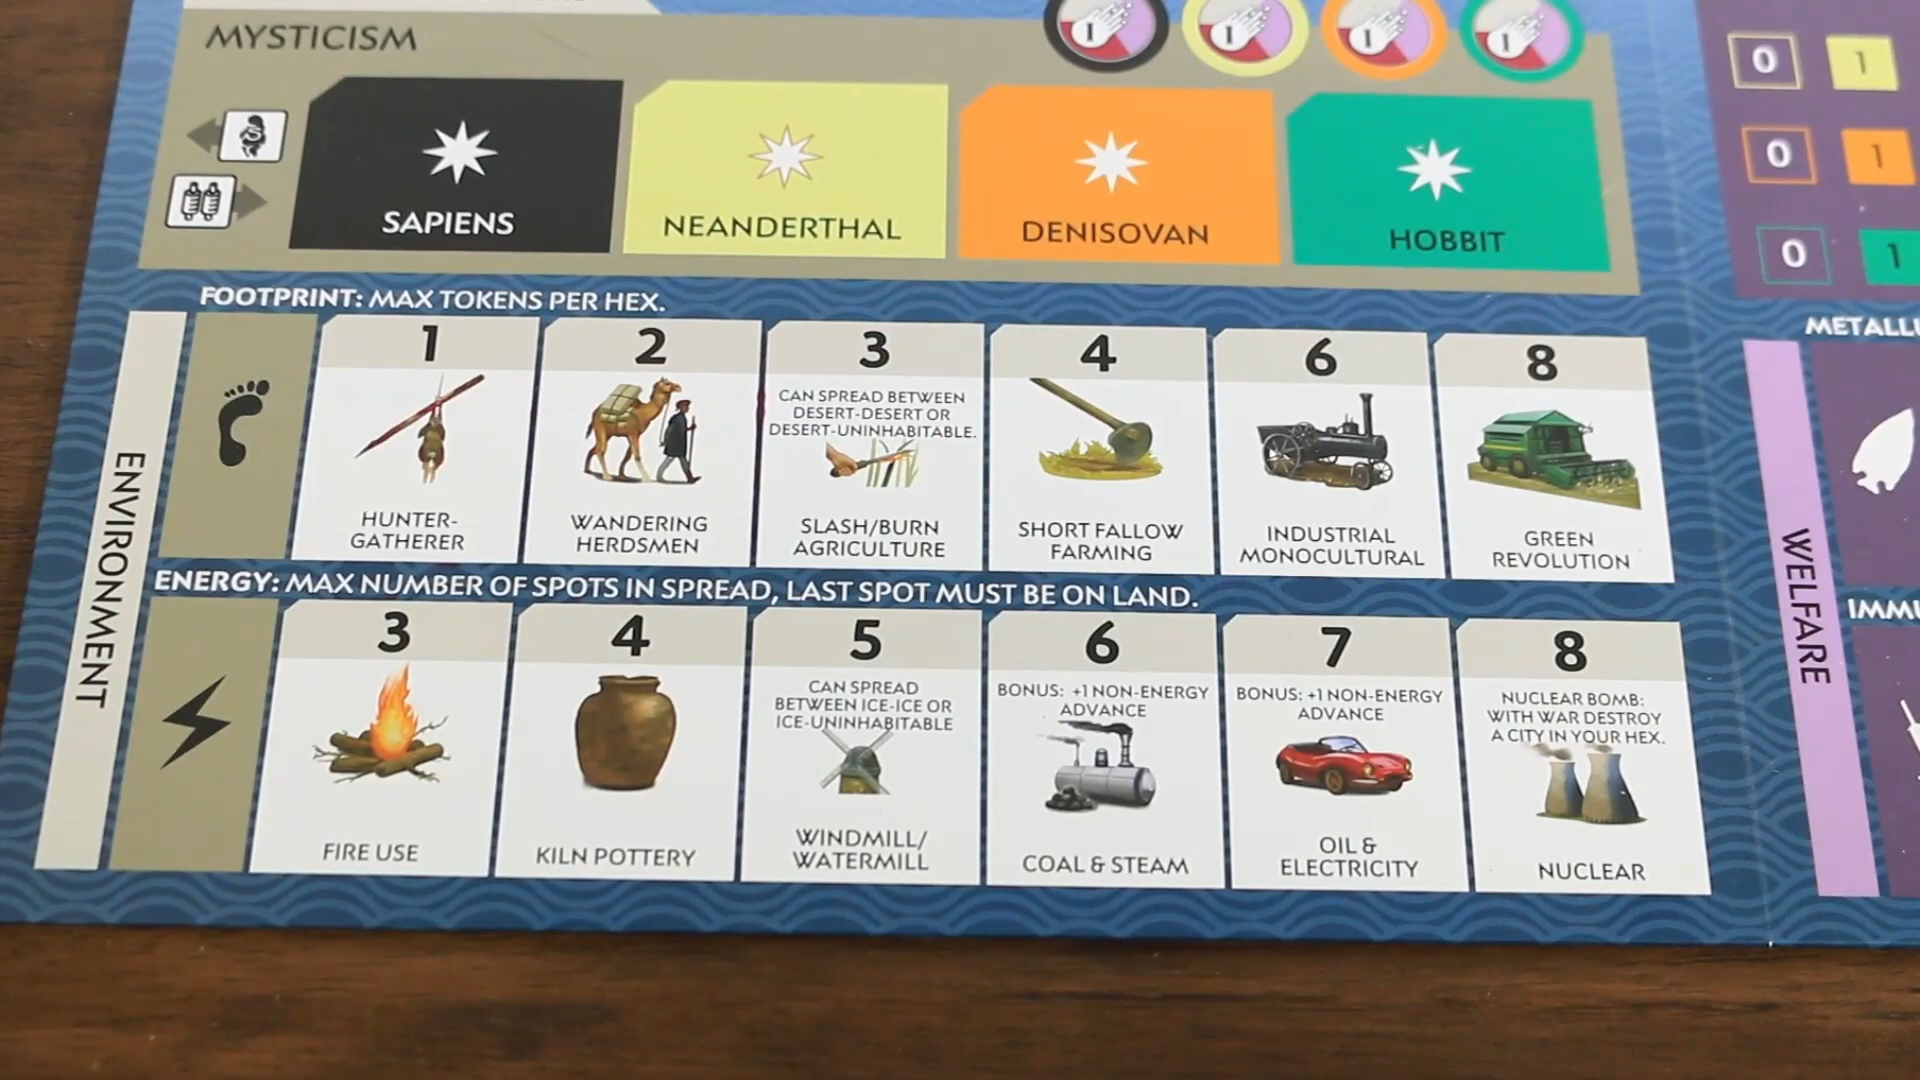 MYSTICISM
I
I
I
I
SAPIENS
NEANDERTHAL
DENISOVAN
HOBBIT
0
1
0
1
0
1
FOOTPRINT: MAX TOKENS PER HEX.
ENVIRONMENT
1
HUNTER-
GATHERER
2
WANDERING
HERDSMEN
3
CAN SPREAD BETWEEN
DESERT-DESERT OR
DESERT-UNINHABITABLE.
SLASH/BURN
AGRICULTURE
4
SHORT FALLOW
FARMING
6
INDUSTRIAL
MONOCULTURAL
8
GREEN
REVOLUTION
ENERGY: MAX NUMBER OF SPOTS IN SPREAD, LAST SPOT MUST BE ON LAND.
3
FIRE USE
4
KILN POTTERY
5
CAN SPREAD
BETWEEN ICE-ICE OR
ICE-UNINHABITABLE
WINDMILL/
WATERMILL
6
BONUS: +1 NON-ENERGY
ADVANCE
COAL & STEAM
7
BONUS: +1 NON-ENERGY
ADVANCE
OIL &
ELECTRICITY
8
NUCLEAR BOMB:
WITH WAR DESTROY
A CITY IN YOUR HEX.
NUCLEAR
WELFARE